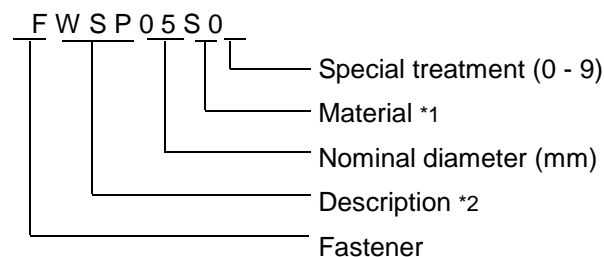 F W S P 0 5 S 0
Special treatment (0 - 9)
Material *1
Nominal diameter (mm)
Description *2
Fastener